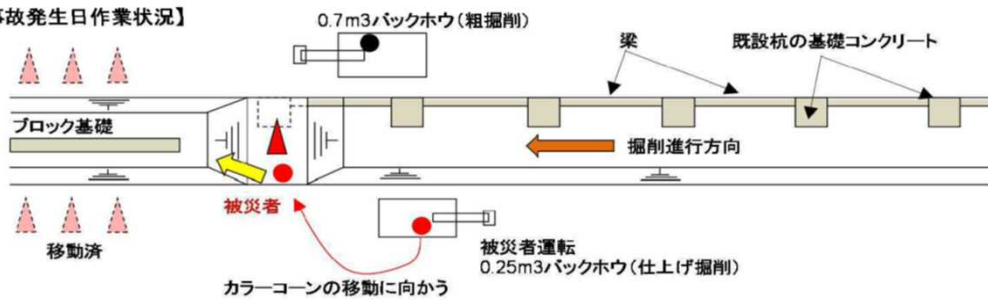 事故発生日作業状況】
0.7m3バックホウ(粗掘削)
梁
既設杭の基礎コンクリート
ブロック基礎
掘削進行方向
被災者
移動済
被災者運転
0.25m3バックホウ(仕上げ掘削)
カラーコーンの移動に向かう